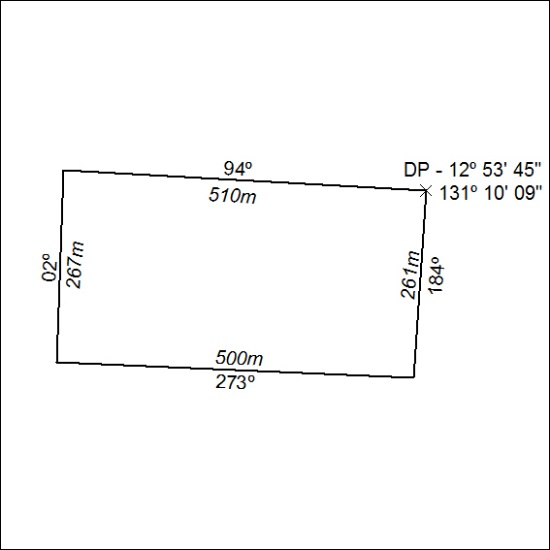 94º
DP - 12º 53' 45"
510m
131º 10' 09"
02º
267m
261m
184º
500m
273º